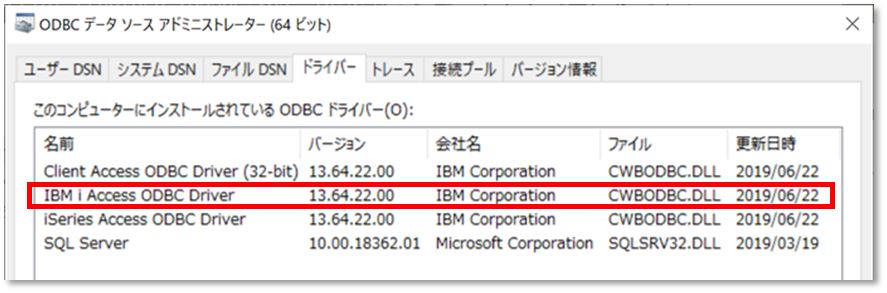 ODBC データ ソース アドミニストレーター (64 ビット)
ユーザー DSN システム DSN ファイル DSN ドライバー トレース 接続プール バージョン情報
このコンピューターにインストールされている ODBC ドライバー(O):
名前 バージョン 会社名 ファイル 更新日時
Client Access ODBC Driver (32-bit) 13.64.22.00 IBM Corporation CWBODBC.DLL 2019/06/22
IBM i Access ODBC Driver 13.64.22.00 IBM Corporation CWBODBC.DLL 2019/06/22
iSeries Access ODBC Driver 13.64.22.00 IBM Corporation CWBODBC.DLL 2019/06/22
SQL Server 10.00.18362.01 Microsoft Corporation SQLSRV32.DLL 2019/03/19